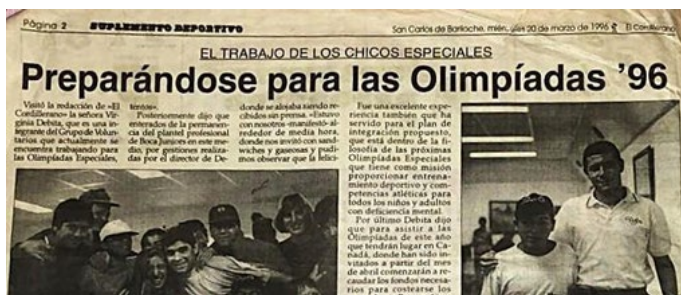 Página 2
SUPLEMENTO DEPORTIVO
San Carlos de Bariloche, miércoles 20 de marzo de 1996
El Cordillerano
EL TRABAJO DE LOS CHICOS ESPECIALES
Preparándose para las Olimpíadas '96
Visitó la redacción de «El
Cordillerano» la señora Vir-
ginia Debita, que es una in-
tegrante del Grupo de Volun-
tarios que actualmente se
encuentra trabajando para
las Olimpíadas Especiales,
tentos».
Posteriormente dijo que
enterados de la permanen-
cia del plantel profesional
de Boca Juniors en este me-
dio, por gestiones realiza-
das por el director de De-
donde se alojaba siendo re-
cibidos sin prensa. «Estuvo
con nosotros -manifestó- al-
rededor de media hora,
donde nos invitó con sand-
wiches y gaseosas y pudi-
mos observar que la felici-
Fue una excelente expe-
riencia también que ha
servido para el plan de
integración propuesto,
que está dentro de la fi-
losofía de las próximas
Olimpíadas Especiales
que tiene como misión
proporcionar entrena-
miento deportivo y com-
petencias atléticas para
todos los niños y adultos
con deficiencia mental.
Por último Debita dijo
que para asistir a las
Olimpíadas de este año
que tendrán lugar en Ca-
nadá, donde han sido in-
vitados a partir del mes
de abril comenzarán a re-
caudar los fondos necesa-
rios para costearse los